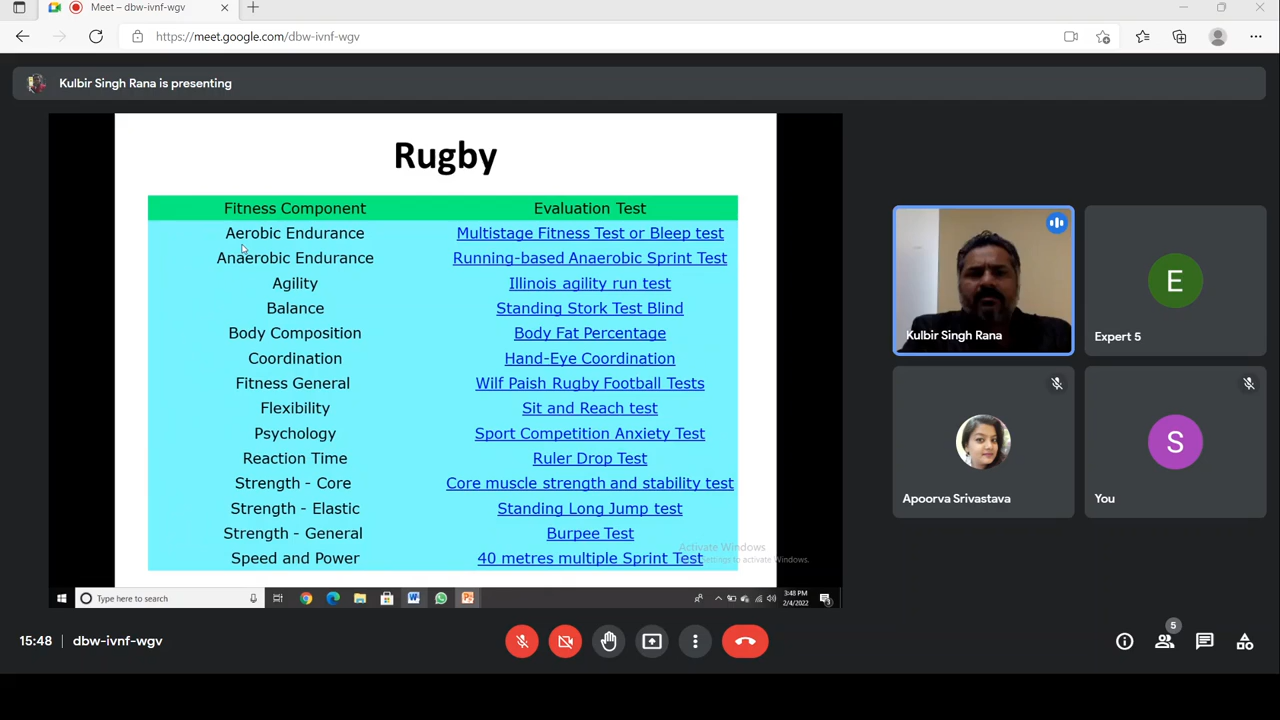 Meet – dbw-ivnf-wgv
https://meet.google.com/dbw-ivnf-wgv
Kulbir Singh Rana is presenting
Rugby
Fitness Component Evaluation Test
Aerobic Endurance Multistage Fitness Test or Bleep test
Anaerobic Endurance Running-based Anaerobic Sprint Test
Agility Illinois agility run test
Balance Standing Stork Test Blind
Body Composition Body Fat Percentage
Coordination Hand-Eye Coordination
Fitness General Wilf Paish Rugby Football Tests
Flexibility Sit and Reach test
Psychology Sport Competition Anxiety Test
Reaction Time Ruler Drop Test
Strength - Core Core muscle strength and stability test
Strength - Elastic Standing Long Jump test
Strength - General Burpee Test
Speed and Power 40 metres multiple Sprint Test
Activate Windows
settings to activate Windows.
Type here to search
3:48 PM
2/4/2022
Kulbir Singh Rana
E
Expert 5
Apoorva Srivastava
S
You
15:48 dbw-ivnf-wgv
5